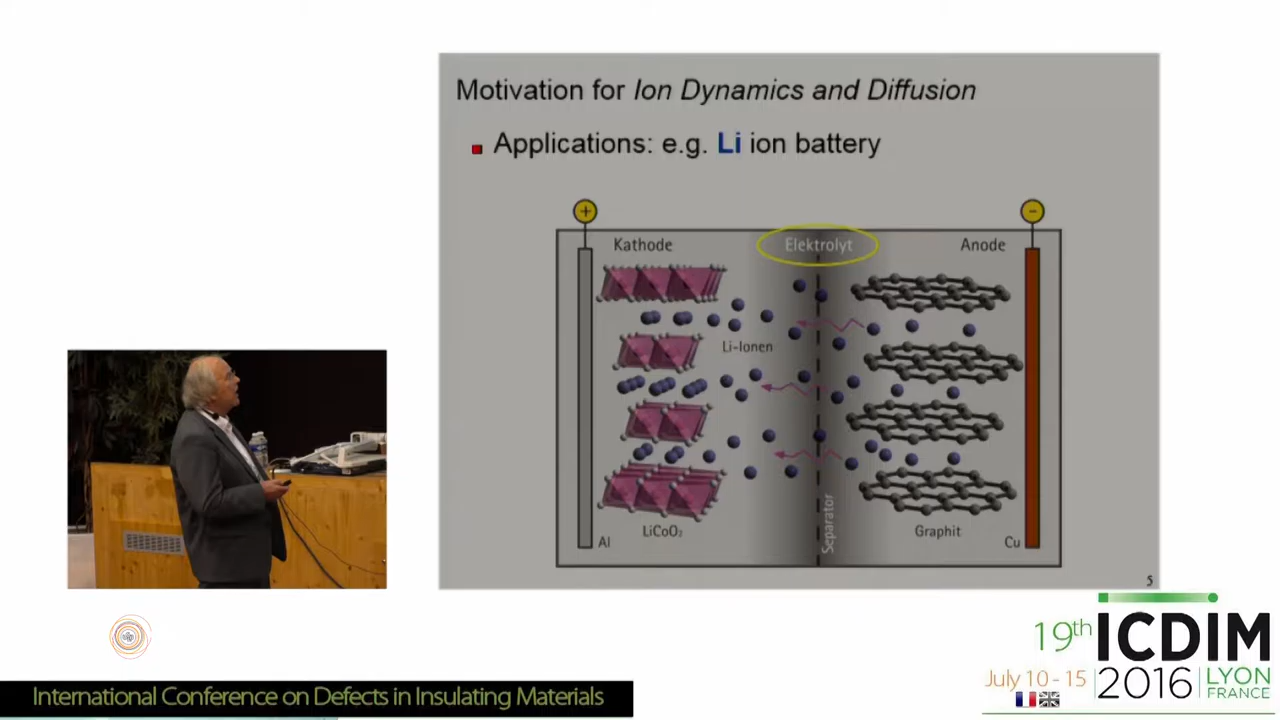 Motivation for Ion Dynamics and Diffusion
Applications: e.g. Li ion battery
+
−
Kathode
Elektrolyt
Anode
Li-Ionen
Separator
LiCoO₂
Graphit
Al
Cu
5
19th ICDIM
July 10 - 15 2016 LYON
FRANCE
International Conference on Defects in Insulating Materials